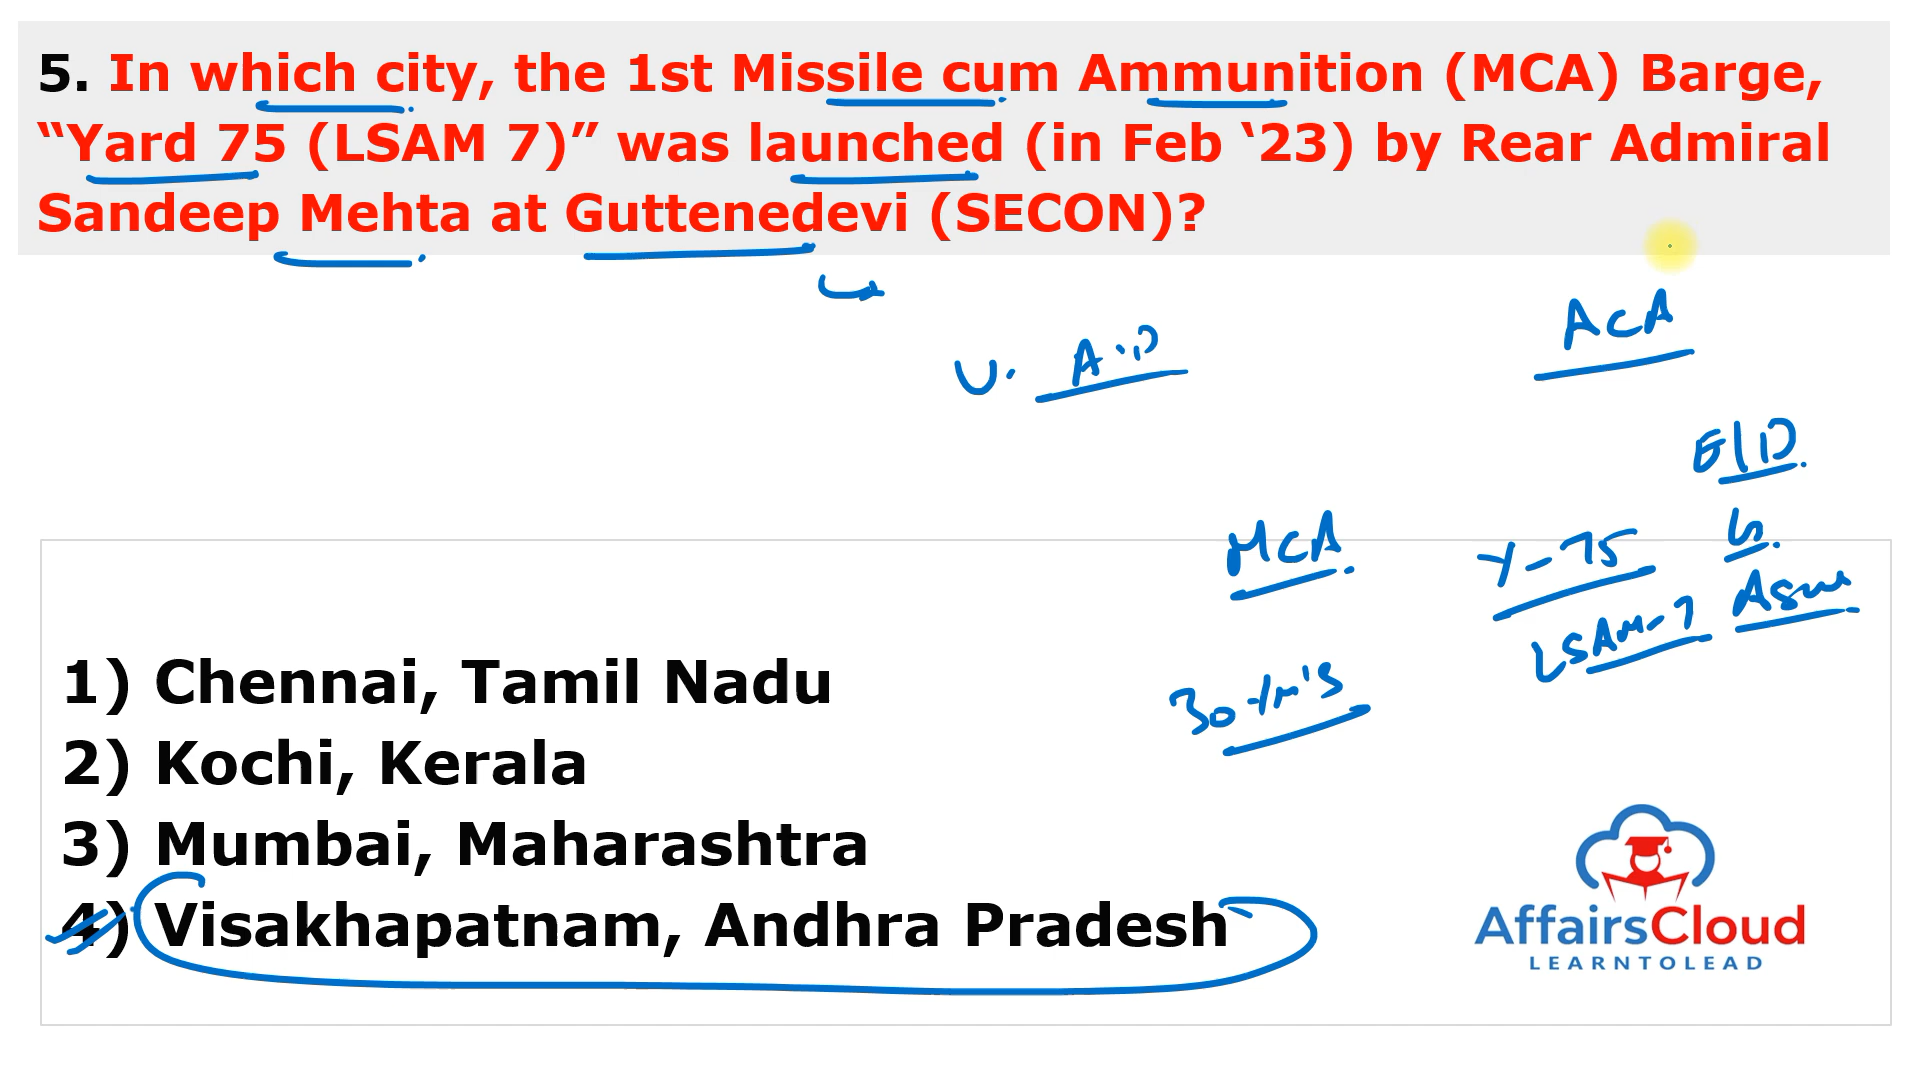 5. In which city, the 1st Missile cum Ammunition (MCA) Barge,
“Yard 75 (LSAM 7)” was launched (in Feb ‘23) by Rear Admiral
Sandeep Mehta at Guttenedevi (SECON)?
ACA
MCA
Y-75
LSAM-7
1) Chennai, Tamil Nadu
2) Kochi, Kerala
3) Mumbai, Maharashtra
4) Visakhapatnam, Andhra Pradesh
AffairsCloud
LEARNTOLEAD